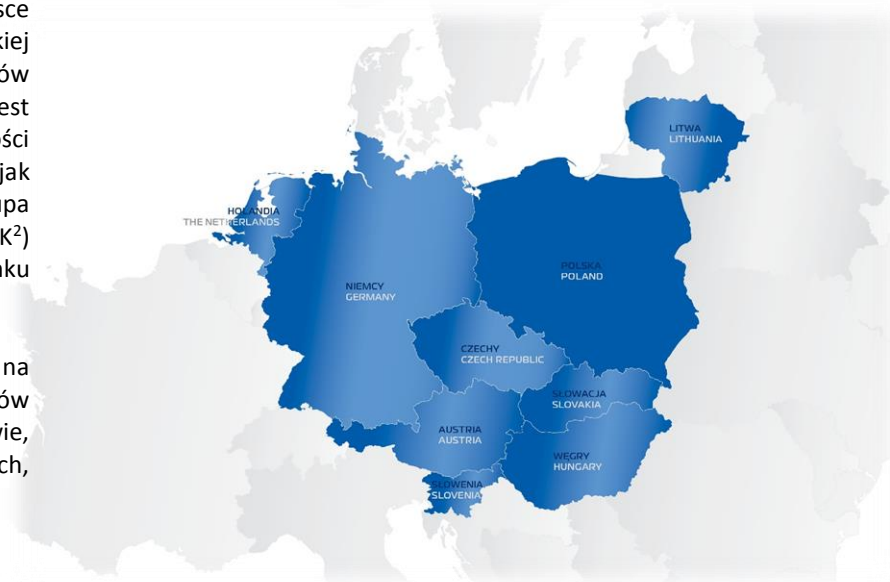 sce
kiej
ów
est
ści
jak
upa
K²)
nku
na
ów
vie,
ch,
LITWA
LITHUANIA
HOLANDIA
THE NETHERLANDS
POLSKA
POLAND
NIEMCY
GERMANY
CZECHY
CZECH REPUBLIC
SŁOWACJA
SLOVAKIA
AUSTRIA
AUSTRIA
WĘGRY
HUNGARY
SŁOWENIA
SLOVENIA